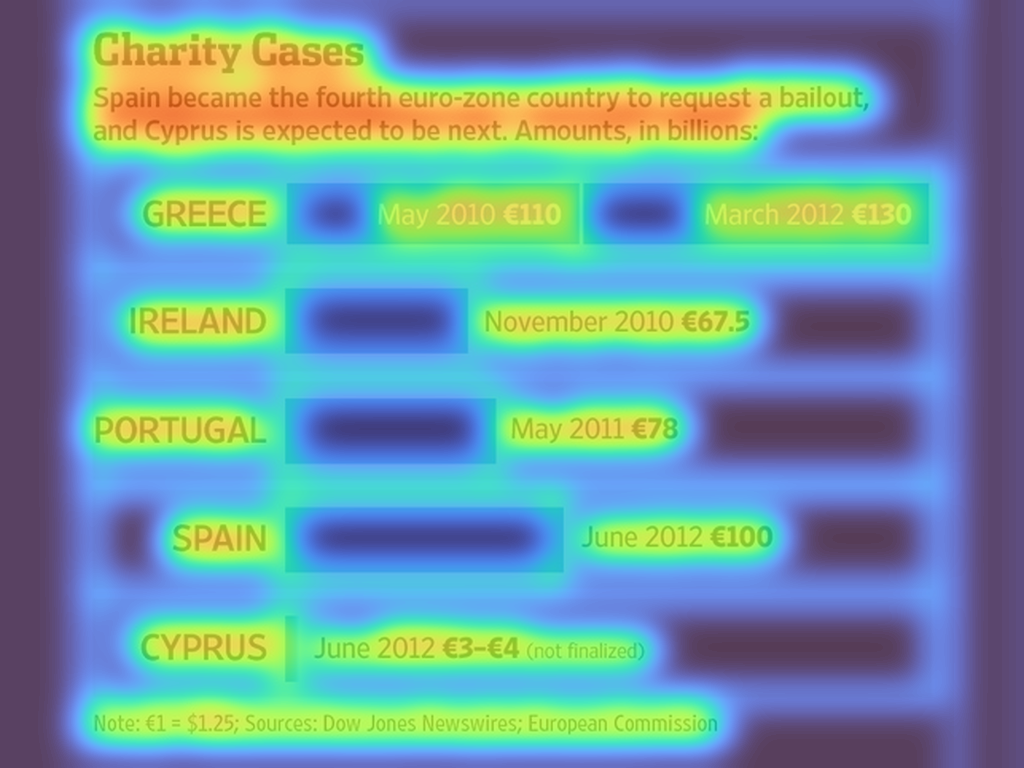 Charity Cases
Spain became the fourth euro-zone country to request a bailout,
and Cyprus is expected to be next. Amounts, in billions:
GREECE May 2010 €110 March 2012 €130
IRELAND November 2010 €67.5
PORTUGAL May 2011 €78
SPAIN June 2012 €100
CYPRUS June 2012 €3–€4 (not finalized)
Note: €1 = $1.25; Sources: Dow Jones Newswires; European Commission